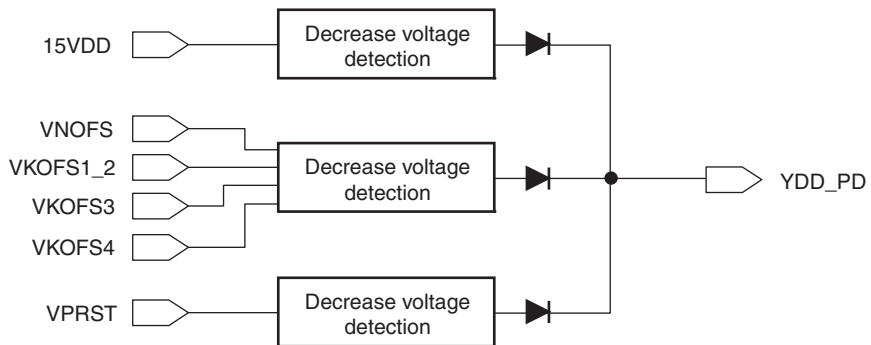 15VDD
Decrease voltage
detection
VNOFS
VKOFS1_2
VKOFS3
VKOFS4
Decrease voltage
detection
YDD_PD
VPRST
Decrease voltage
detection